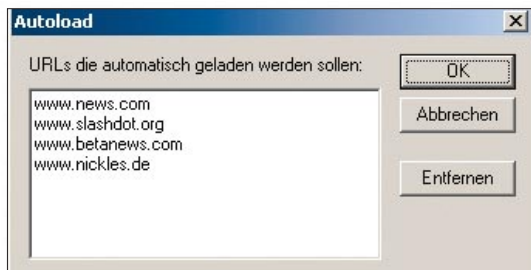 Autoload
URLs die automatisch geladen werden sollen:
www.news.com
www.slashdot.org
www.betanews.com
www.nickles.de
OK
Abbrechen
Entfernen